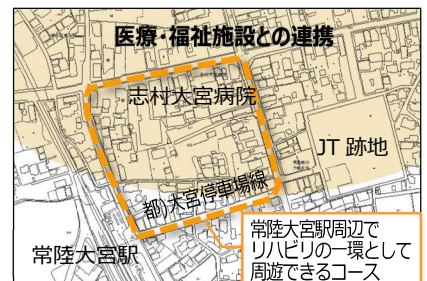 医療・福祉施設との連携
志村大宮病院
JT 跡地
都)大宮停車場線
常陸大宮駅
常陸大宮駅周辺で
リハビリの一環として
周遊できるコース